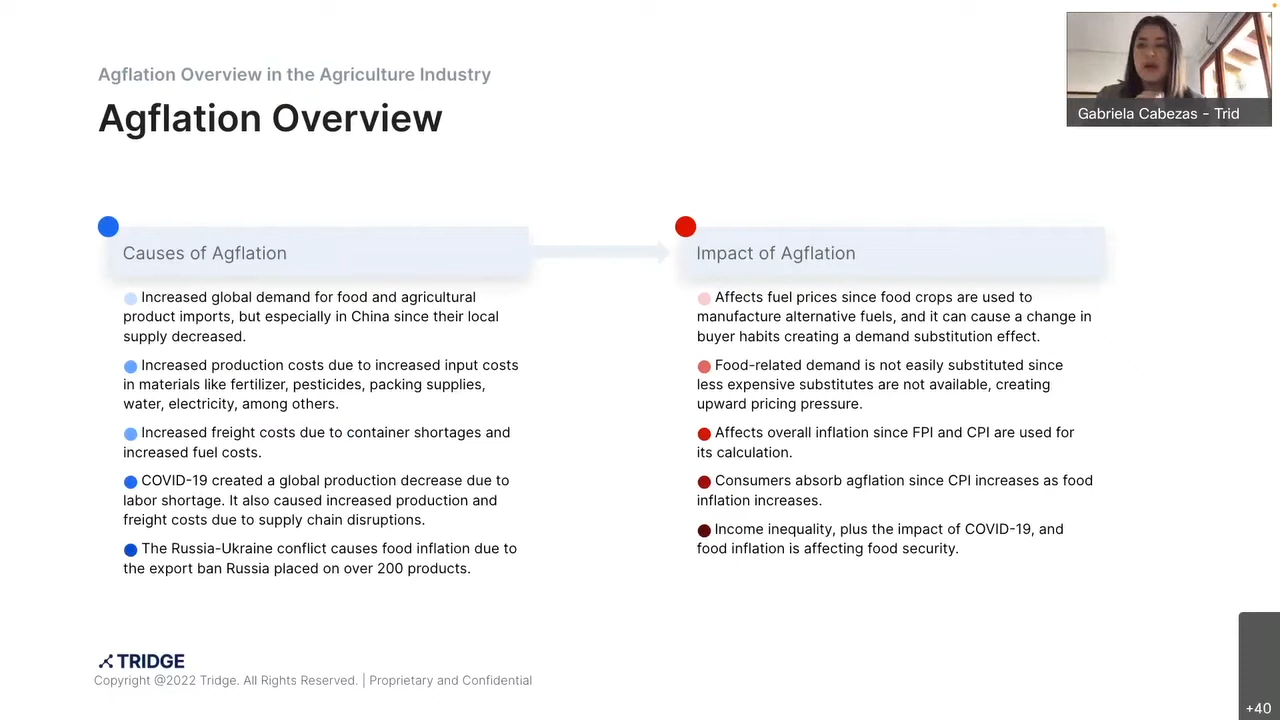 Agflation Overview in the Agriculture Industry
Agflation Overview
Gabriela Cabezas - Trid
Causes of Agflation
Increased global demand for food and agricultural
product imports, but especially in China since their local
supply decreased.
Increased production costs due to increased input costs
in materials like fertilizer, pesticides, packing supplies,
water, electricity, among others.
Increased freight costs due to container shortages and
increased fuel costs.
COVID-19 created a global production decrease due to
labor shortage. It also caused increased production and
freight costs due to supply chain disruptions.
The Russia-Ukraine conflict causes food inflation due to
the export ban Russia placed on over 200 products.
Impact of Agflation
Affects fuel prices since food crops are used to
manufacture alternative fuels, and it can cause a change in
buyer habits creating a demand substitution effect.
Food-related demand is not easily substituted since
less expensive substitutes are not available, creating
upward pricing pressure.
Affects overall inflation since FPI and CPI are used for
its calculation.
Consumers absorb agflation since CPI increases as food
inflation increases.
Income inequality, plus the impact of COVID-19, and
food inflation is affecting food security.
TRIDGE
Copyright @2022 Tridge. All Rights Reserved. | Proprietary and Confidential
+40